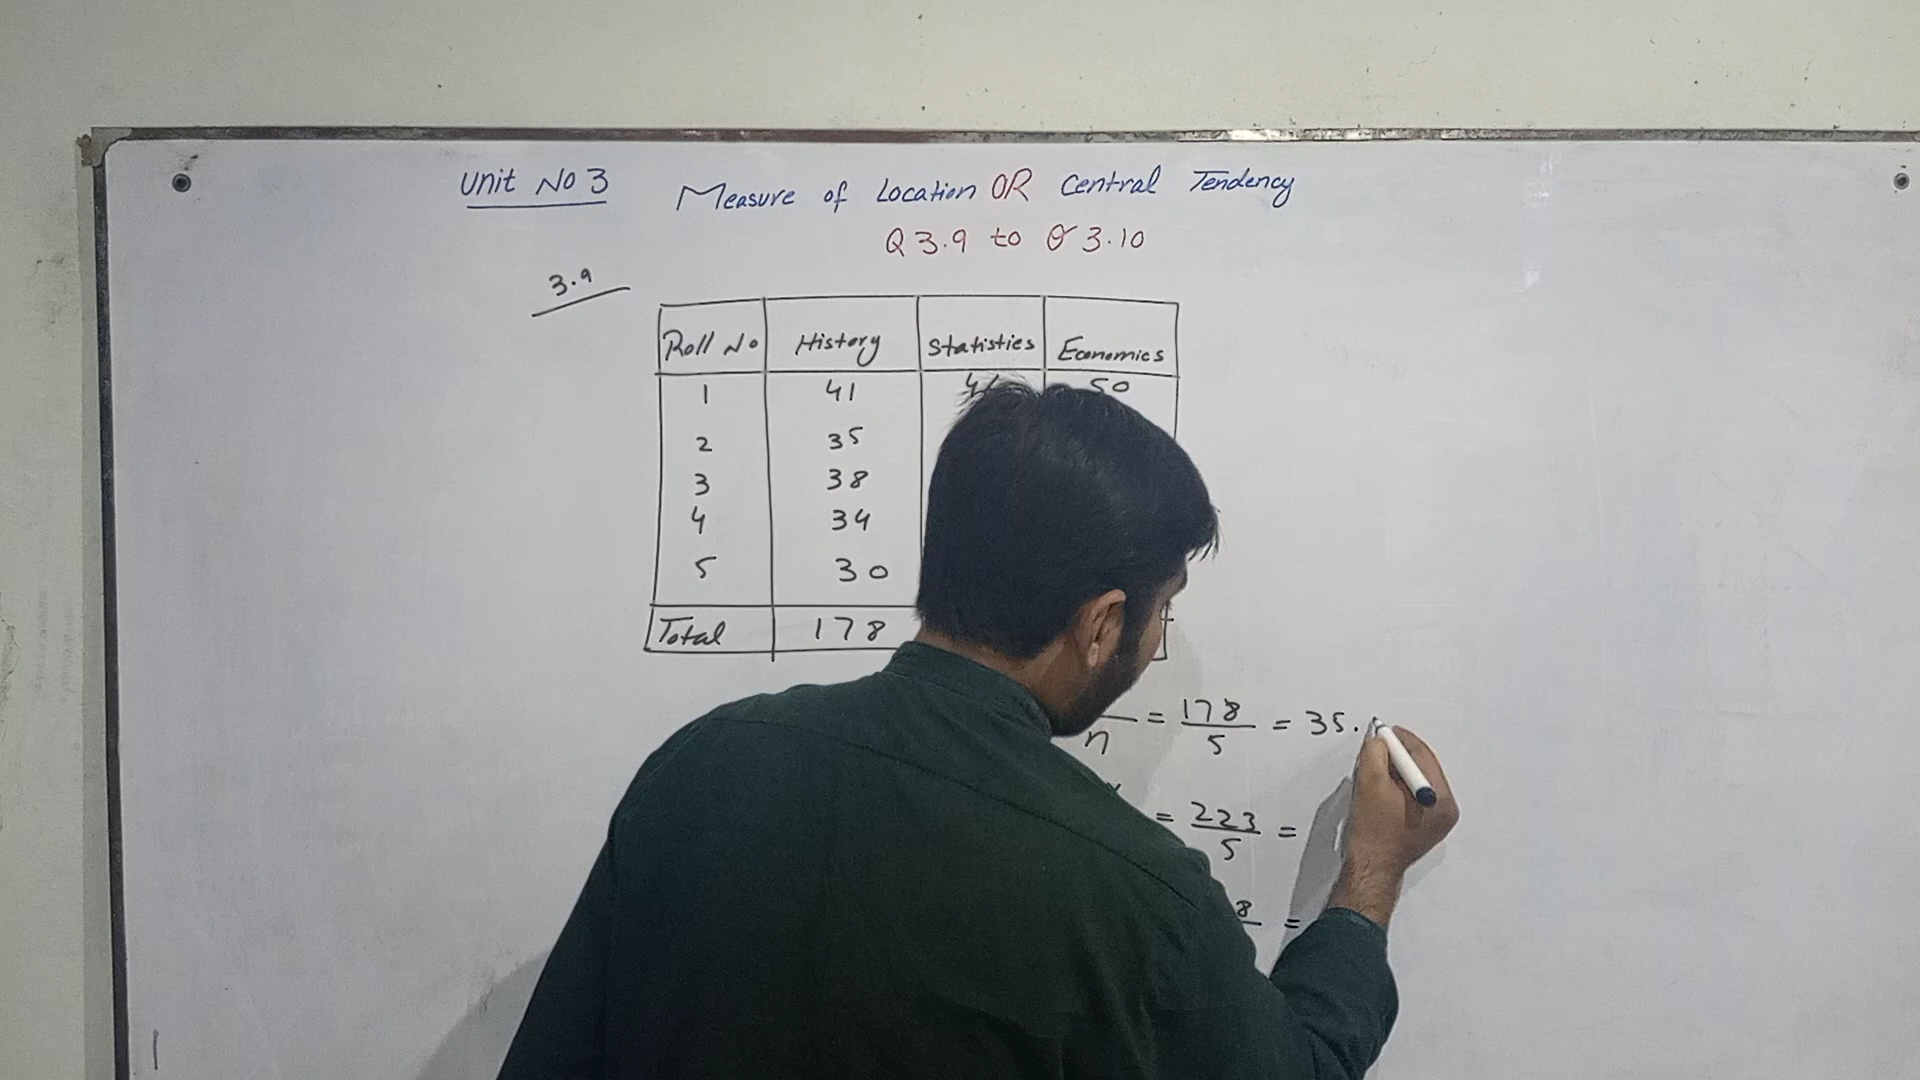 Unit No 3 Measure of Location OR Central Tendency
Q 3.9 to Q 3.10
3.9
Roll No History Statistics Economics
1 41 50
2 35
3 38
4 34
5 30
Total 178
n = 178/5 = 35.
= 223/5 =
8 =